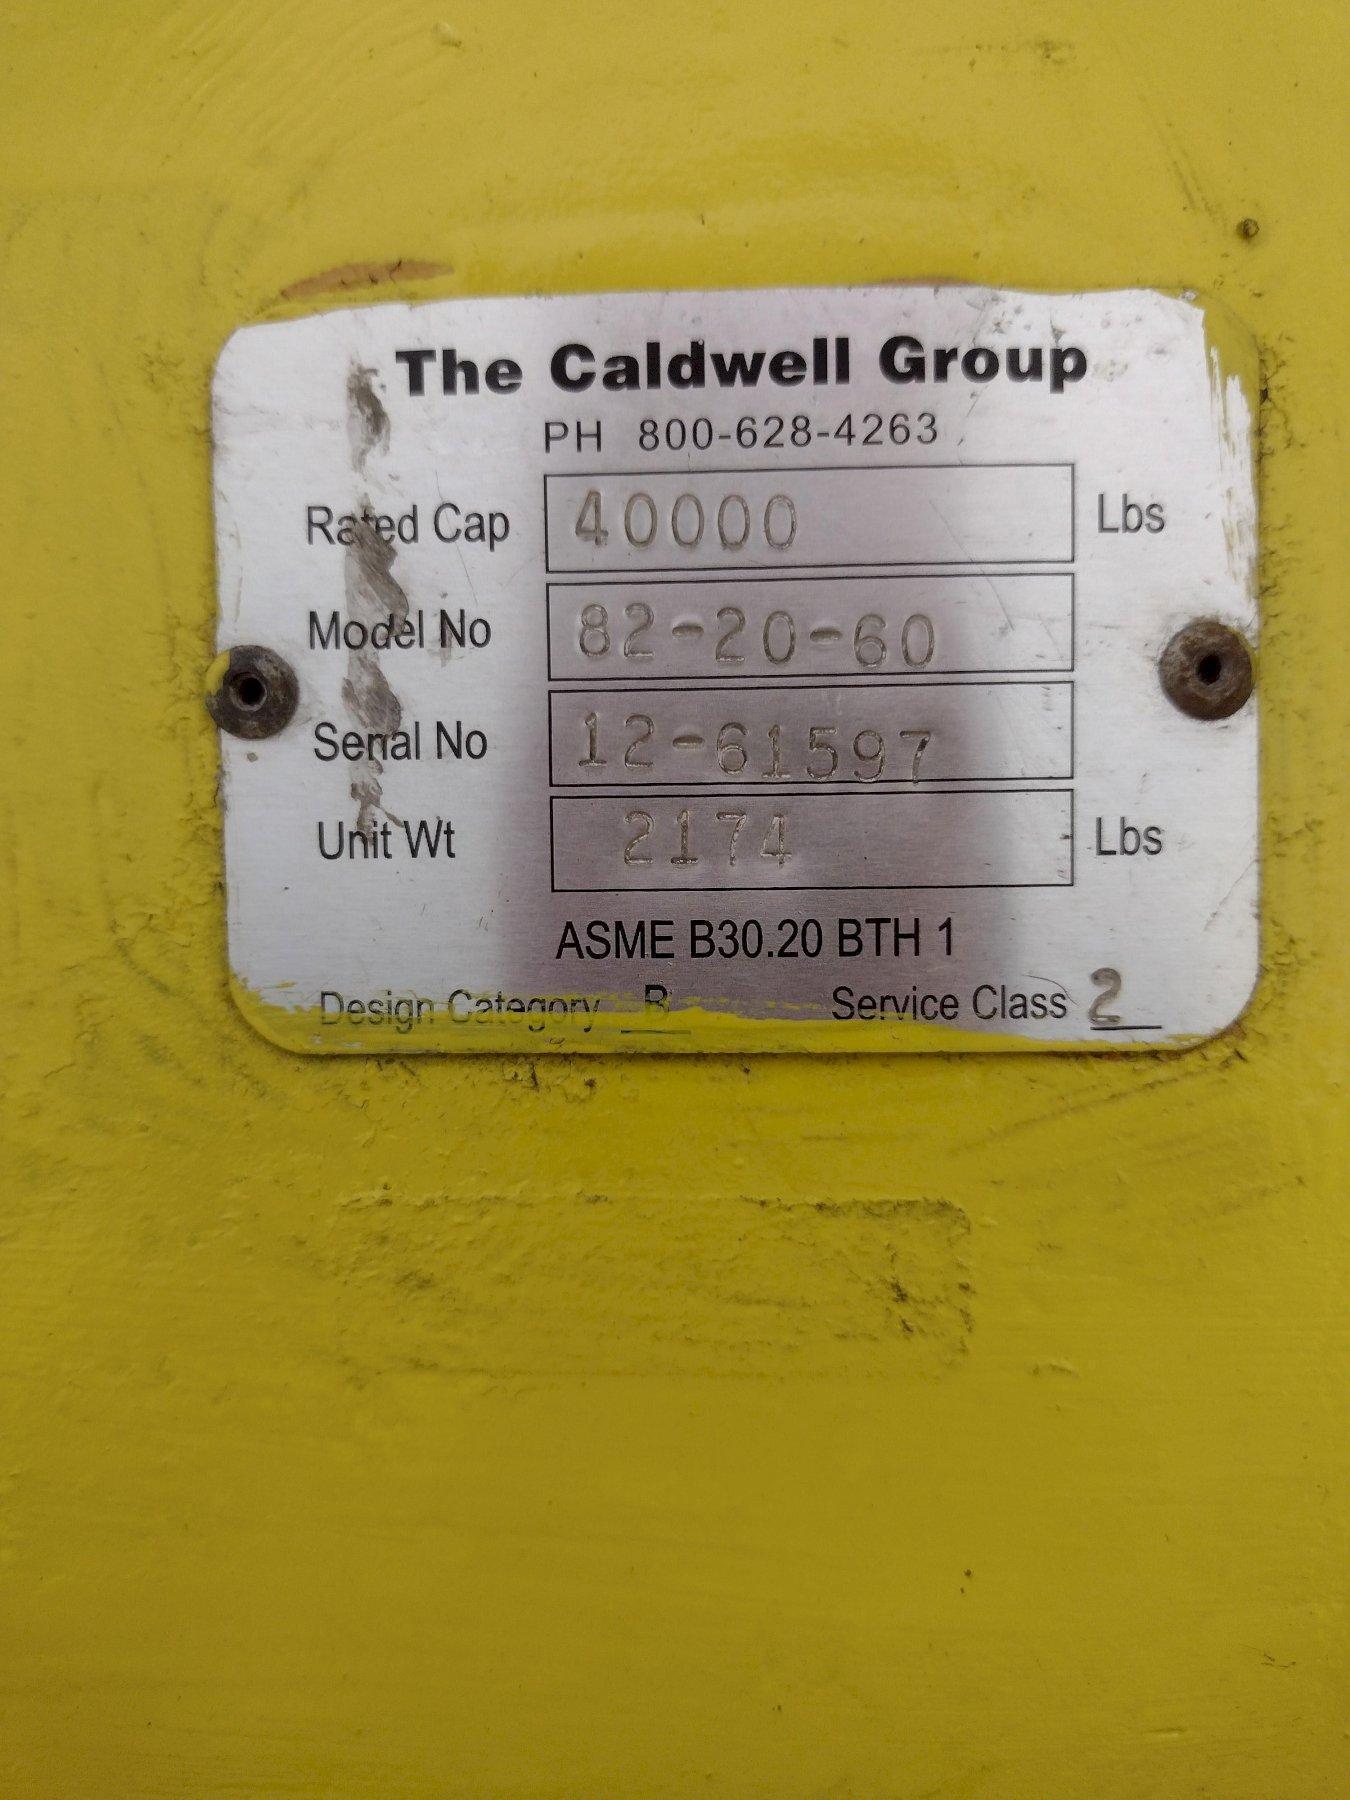 The Caldwell Group
PH 800-628-4263
Rated Cap 40000 Lbs
Model No 82-20-60
Serial No 12-61597
Unit Wt 2174 Lbs
ASME B30.20 BTH 1
Design Category B Service Class 2